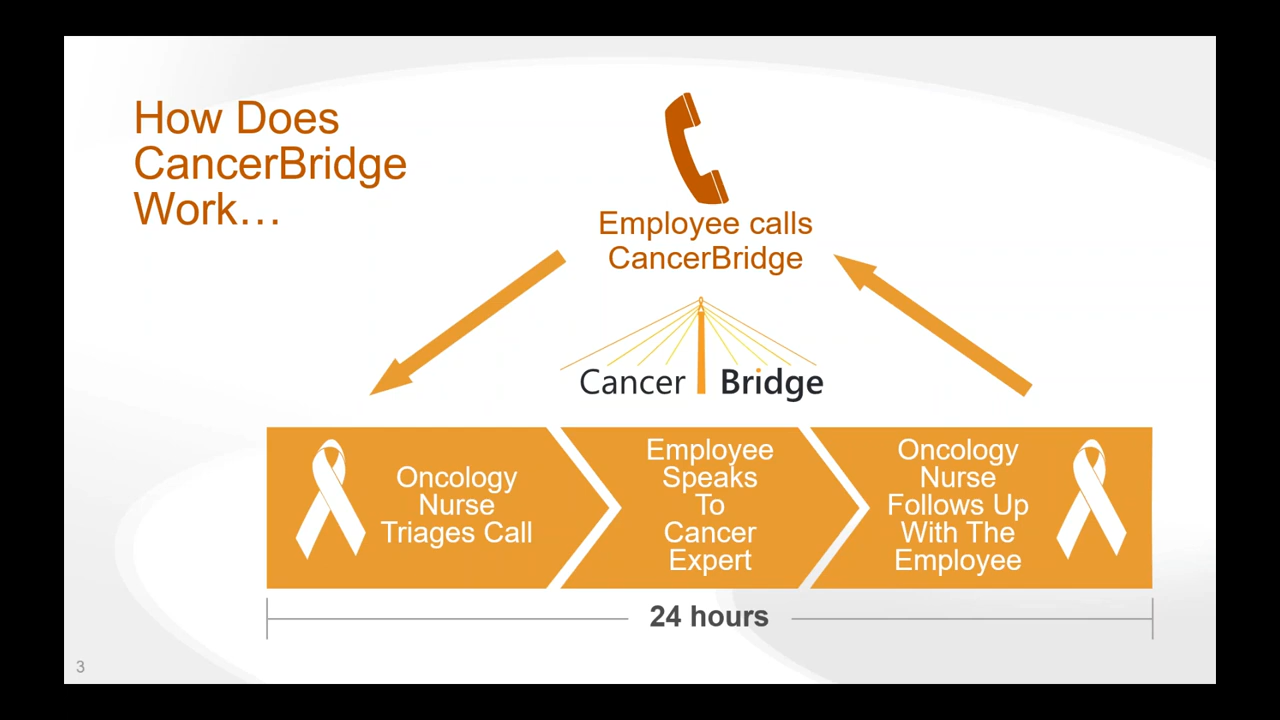 How Does
CancerBridge
Work…
Employee calls
CancerBridge
Cancer Bridge
Oncology
Nurse
Triages Call
Employee
Speaks
To
Cancer
Expert
Oncology
Nurse
Follows Up
With The
Employee
24 hours
3